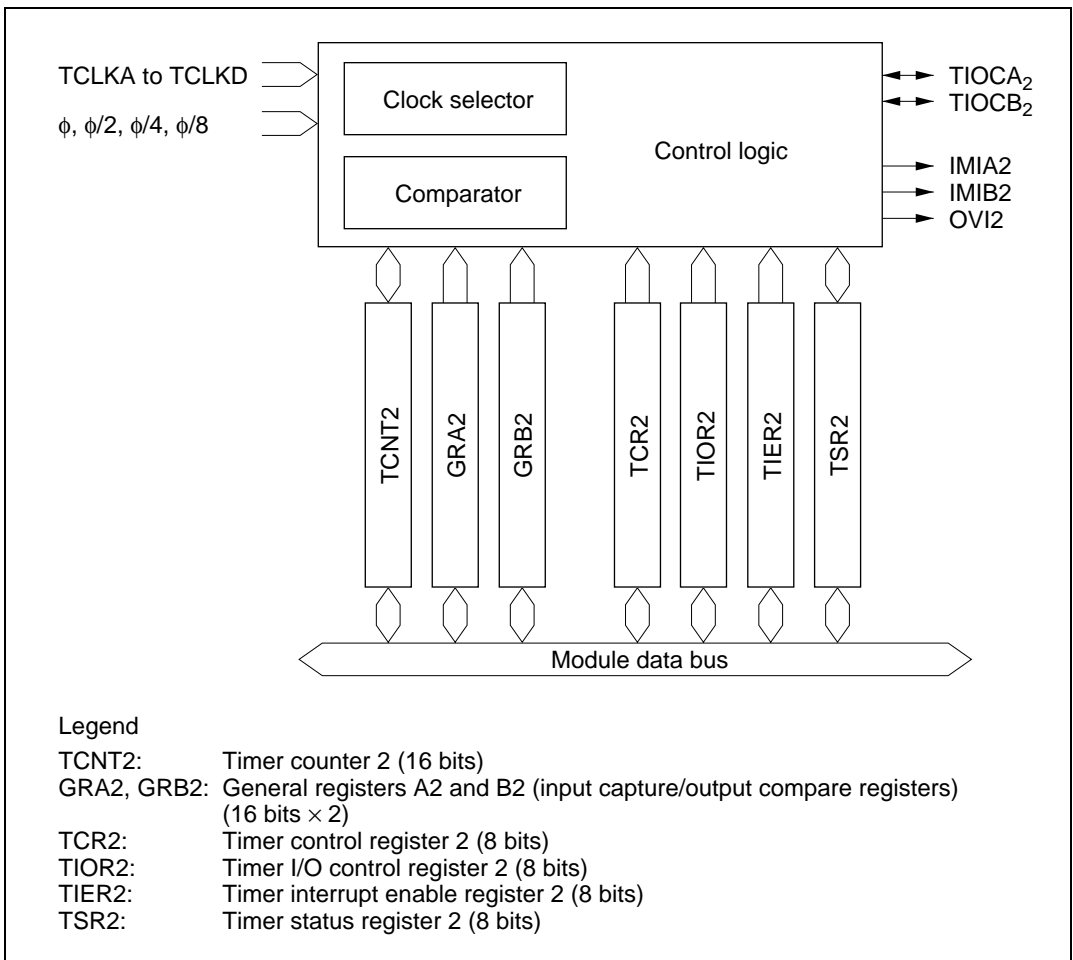 TCLKA to TCLKD
ϕ, ϕ/2, ϕ/4, ϕ/8
Clock selector
Comparator
Control logic
TIOCA2
TIOCB2
IMIA2
IMIB2
OVI2
TCNT2
GRA2
GRB2
TCR2
TIOR2
TIER2
TSR2
Module data bus
Legend
TCNT2: Timer counter 2 (16 bits)
GRA2, GRB2: General registers A2 and B2 (input capture/output compare registers)
(16 bits × 2)
TCR2: Timer control register 2 (8 bits)
TIOR2: Timer I/O control register 2 (8 bits)
TIER2: Timer interrupt enable register 2 (8 bits)
TSR2: Timer status register 2 (8 bits)